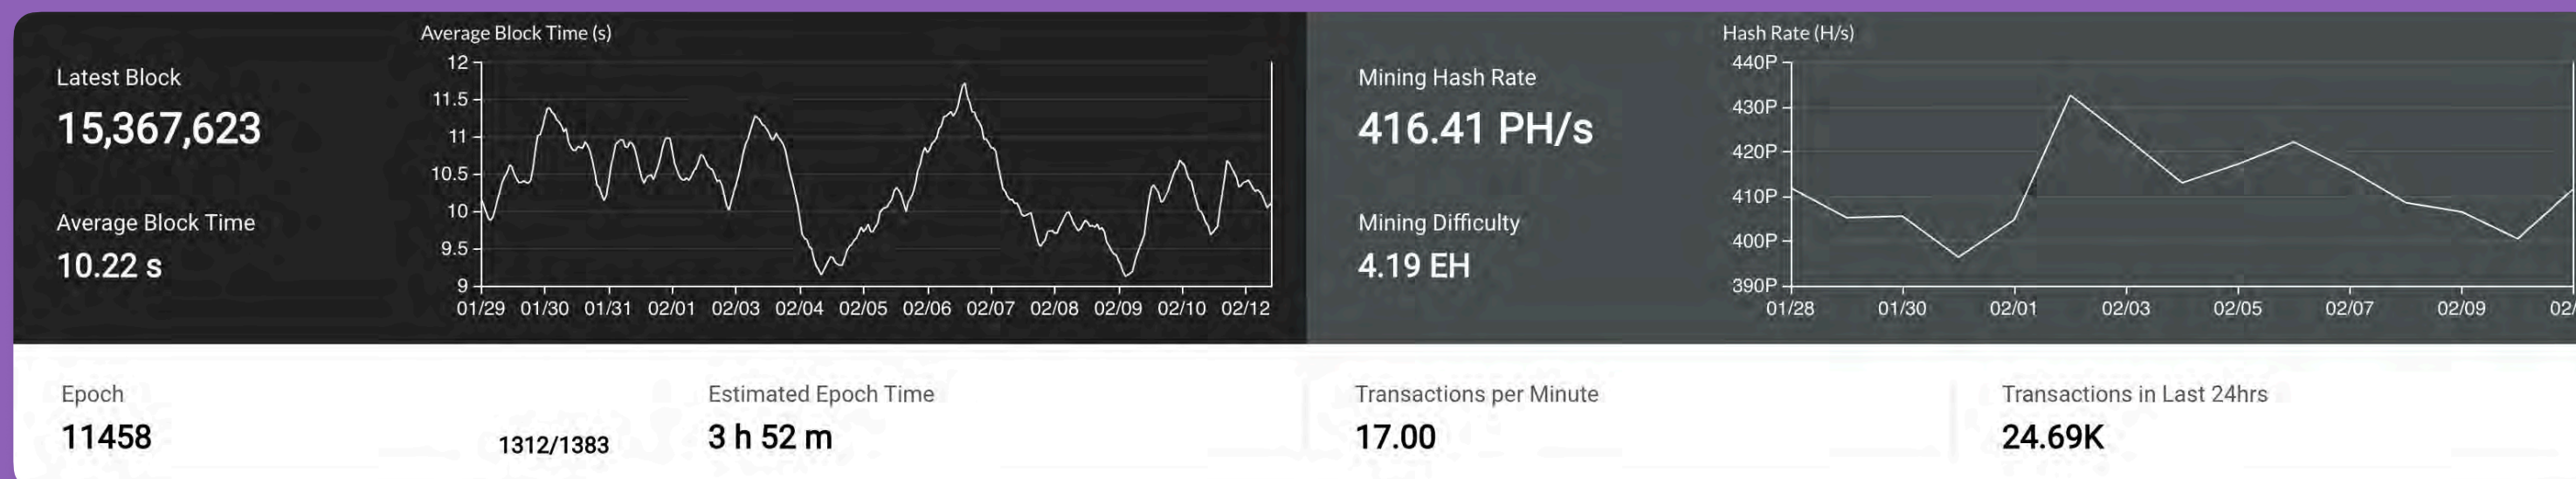 Average Block Time (s)
Latest Block
15,367,623
Average Block Time
10.22 s
12
11.5
11
10.5
10
9.5
9
01/29 01/30 01/31 02/01 02/03 02/04 02/05 02/06 02/07 02/08 02/09 02/10 02/12
Hash Rate (H/s)
Mining Hash Rate
416.41 PH/s
Mining Difficulty
4.19 EH
440P
430P
420P
410P
400P
390P
01/28 01/30 02/01 02/03 02/05 02/07 02/09 02/
Epoch
11458
1312/1383
Estimated Epoch Time
3 h 52 m
Transactions per Minute
17.00
Transactions in Last 24hrs
24.69K